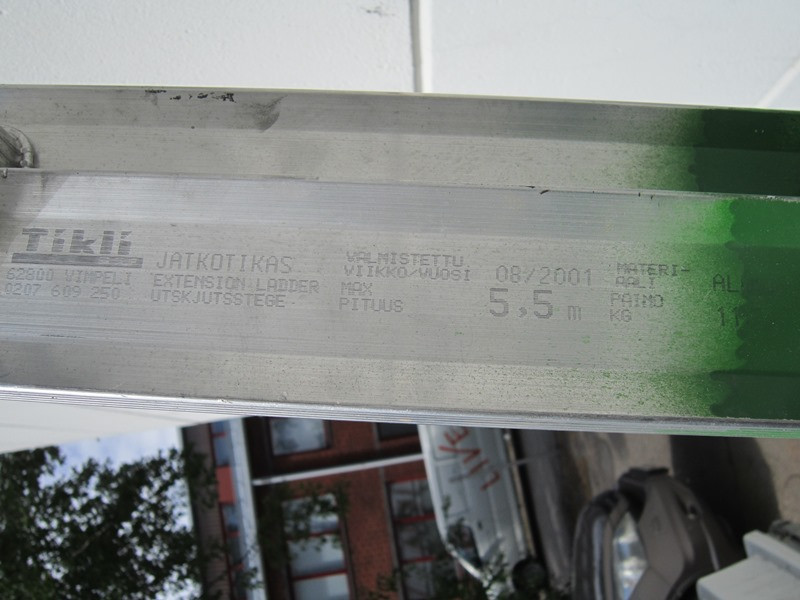 Tikli
62800 VIMPELI
0207 609 250
JATKOTIKAS
EXTENSION LADDER
UTSKJUTSSTEGE
VALMISTETTU
VIIKKO/VUOSI 08/2001
MAX
PITUUS 5,5 m
MATERI-
AALI
PAINO
KG
LIVE